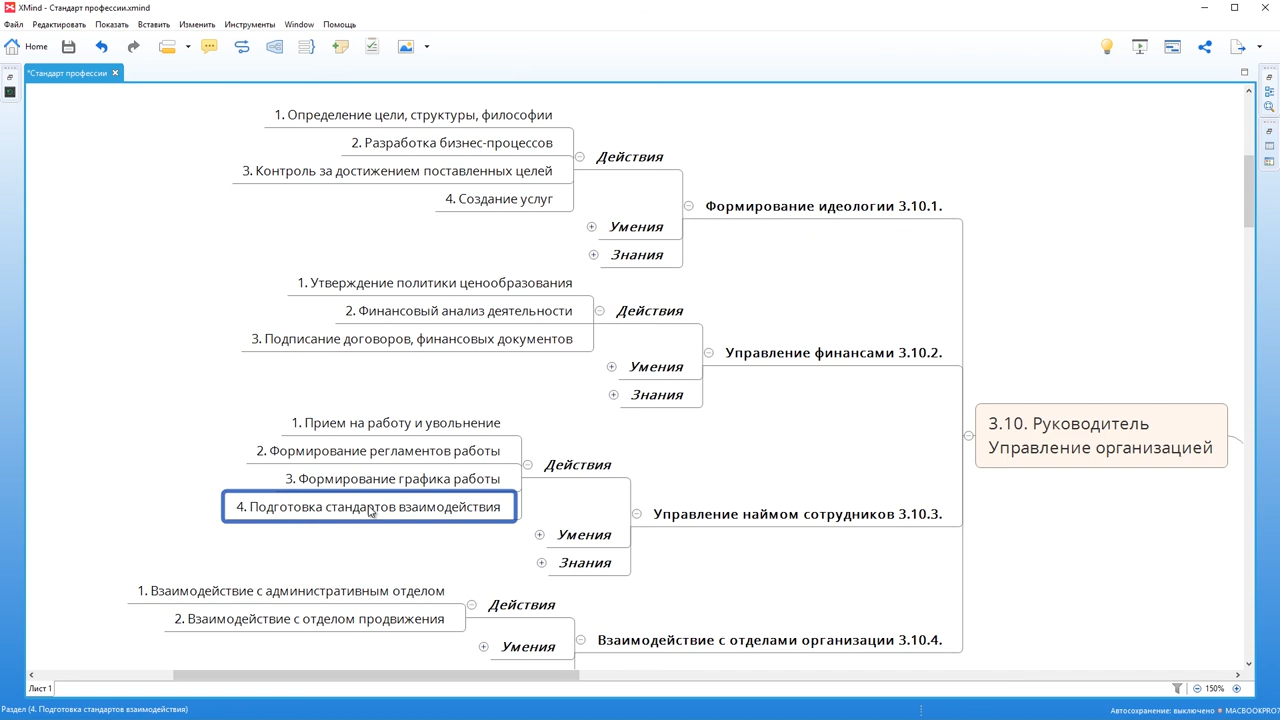 XMind - Стандарт профессии.xmind
Файл Редактировать Показать Вставить Изменить Инструменты Window Помощь
Home
*Стандарт профессии
1. Определение цели, структуры, философии
2. Разработка бизнес-процессов
3. Контроль за достижением поставленных целей
4. Создание услуг
Действия
Умения
Знания
Формирование идеологии 3.10.1.
1. Утверждение политики ценообразования
2. Финансовый анализ деятельности
3. Подписание договоров, финансовых документов
Действия
Умения
Знания
Управление финансами 3.10.2.
1. Прием на работу и увольнение
2. Формирование регламентов работы
3. Формирование графика работы
4. Подготовка стандартов взаимодействия
Действия
Умения
Знания
Управление наймом сотрудников 3.10.3.
1. Взаимодействие с административным отделом
2. Взаимодействие с отделом продвижения
Действия
Умения
Взаимодействие с отделами организации 3.10.4.
3.10. Руководитель
Управление организацией
Лист 1
150%
Раздел (4. Подготовка стандартов взаимодействия)
Автосохранение: выключено
MACBOOKPRO7